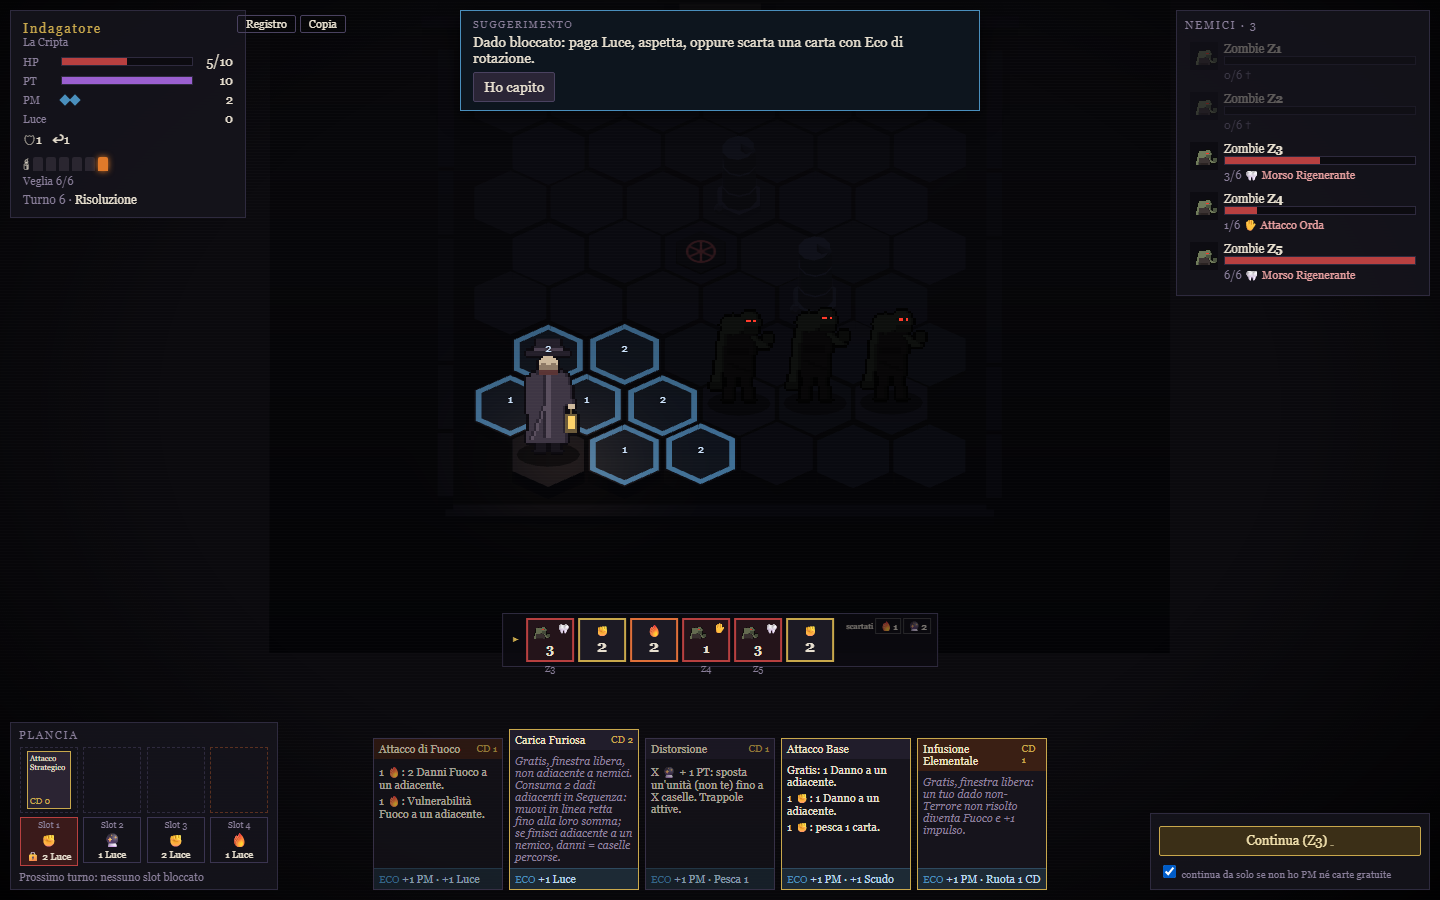 Indagatore
La Cripta
HP 5/10
PT 10
PM 2
Luce 0
1 1
Veglia 6/6
Turno 6 · Risoluzione
Registro
Copia
SUGGERIMENTO
Dado bloccato: paga Luce, aspetta, oppure scarta una carta con Eco di
rotazione.
Ho capito
NEMICI · 3
Zombie Z1
0/6 †
Zombie Z2
0/6 †
Zombie Z3
3/6 Morso Rigenerante
Zombie Z4
1/6 Attacco Orda
Zombie Z5
6/6 Morso Rigenerante
2 2
1 1 2
1 2
3 2 2 1 3 2
scartati 1 2
Z3 Z4 Z5
PLANCIA
Attacco
Strategico
CD 0
Slot 1
2 Luce
Slot 2
1 Luce
Slot 3
2 Luce
Slot 4
1 Luce
Prossimo turno: nessuno slot bloccato
Attacco di Fuoco CD 1
1 : 2 Danni Fuoco a
un adiacente.
1 : Vulnerabilità
Fuoco a un adiacente.
ECO +1 PM · +1 Luce
Carica Furiosa CD 2
Gratis, finestra libera,
non adiacente a nemici.
Consuma 2 dadi
adiacenti in Sequenza:
muovi in linea retta
fino alla loro somma;
se finisci adiacente a un
nemico, danni = caselle
percorse.
ECO +1 Luce
Distorsione CD 1
X + 1 PT: sposta
un'unità (non te) fino a
X caselle. Trappole
attive.
ECO +1 PM · Pesca 1
Attacco Base
Gratis: 1 Danno a un
adiacente.
1 : 1 Danno a un
adiacente.
1 : pesca 1 carta.
ECO +1 PM · +1 Scudo
Infusione
Elementale
CD
1
Gratis, finestra libera:
un tuo dado non-
Terrore non risolto
diventa Fuoco e +1
impulso.
ECO +1 PM · Ruota 1 CD
Continua (Z3)
continua da solo se non ho PM né carte gratuite